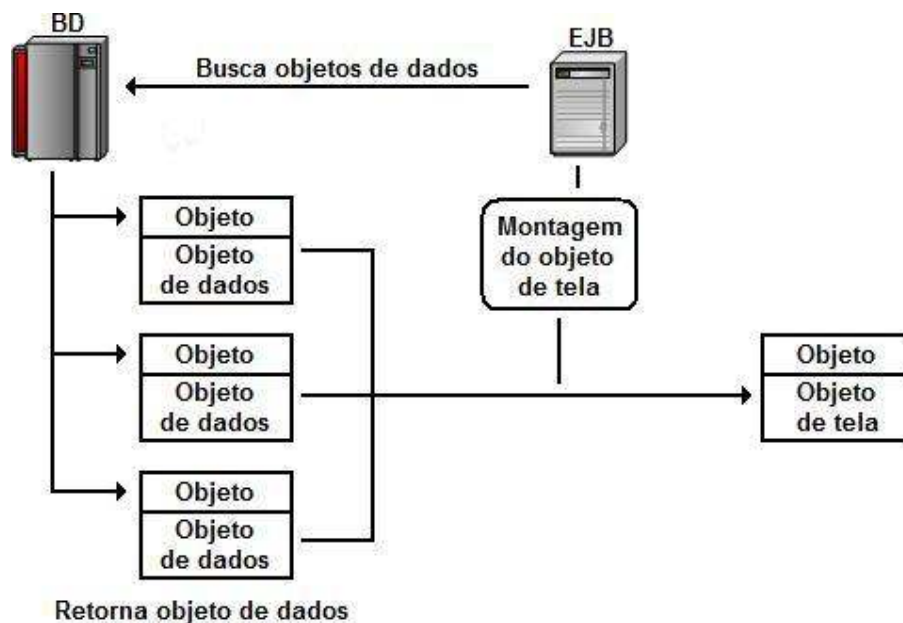 BD
EJB
Busca objetos de dados
Objeto
Objeto
de dados
Montagem
do objeto
de tela
Objeto
Objeto
de dados
Objeto
Objeto
de tela
Objeto
Objeto
de dados
Retorna objeto de dados